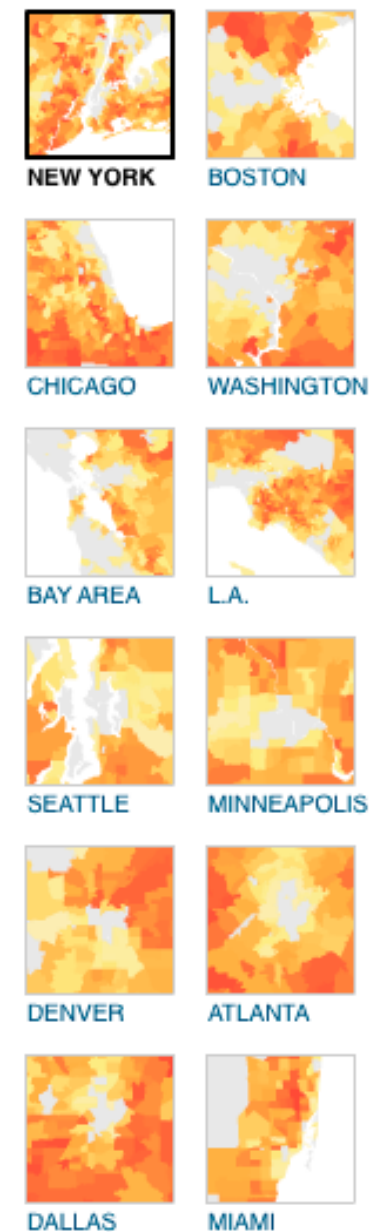 NEW YORK
BOSTON
CHICAGO
WASHINGTON
BAY AREA
L.A.
SEATTLE
MINNEAPOLIS
DENVER
ATLANTA
DALLAS
MIAMI